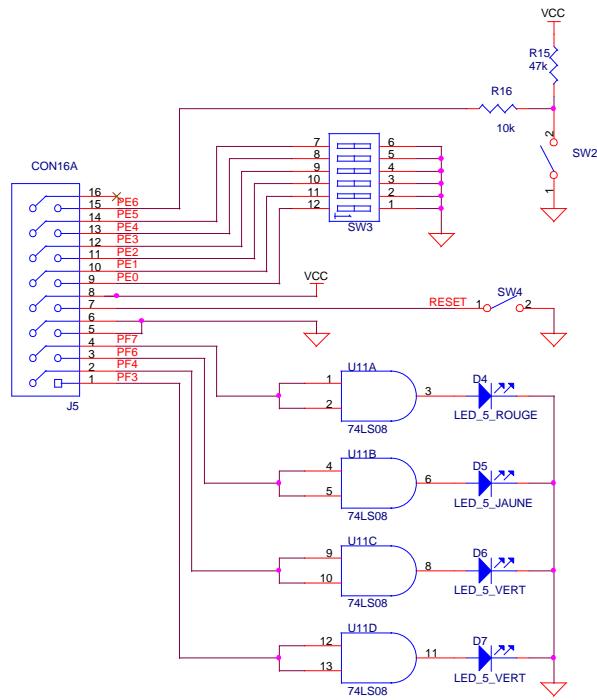 VCC
R15
47k
R16
10k
2
1
SW2
CON16A
7 6
8 5
9 4
10 3
11 2
12 1
SW3
16
15 PE6
14 PE5
13 PE4
12 PE3
11 PE2
10 PE1
9 PE0
8
7
6
5
4 PF7
3 PF6
2 PF4
1 PF3
J5
VCC
RESET
SW4
1 2
U11A
1
2
3
74LS08
D4
LED_5_ROUGE
U11B
4
5
6
74LS08
D5
LED_5_JAUNE
U11C
9
10
8
74LS08
D6
LED_5_VERT
U11D
12
13
11
74LS08
D7
LED_5_VERT